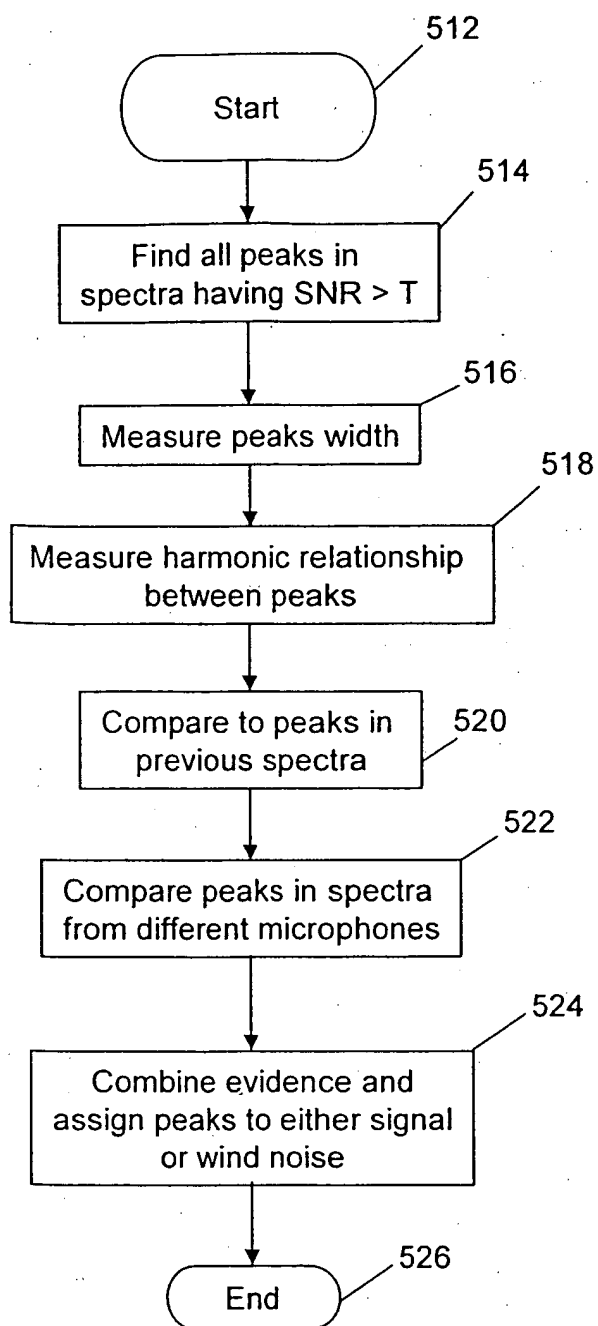 512
Start
514
Find all peaks in
spectra having SNR > T
516
Measure peaks width
518
Measure harmonic relationship
between peaks
Compare to peaks in
previous spectra
520
522
Compare peaks in spectra
from different microphones
524
Combine evidence and
assign peaks to either signal
or wind noise
526
End